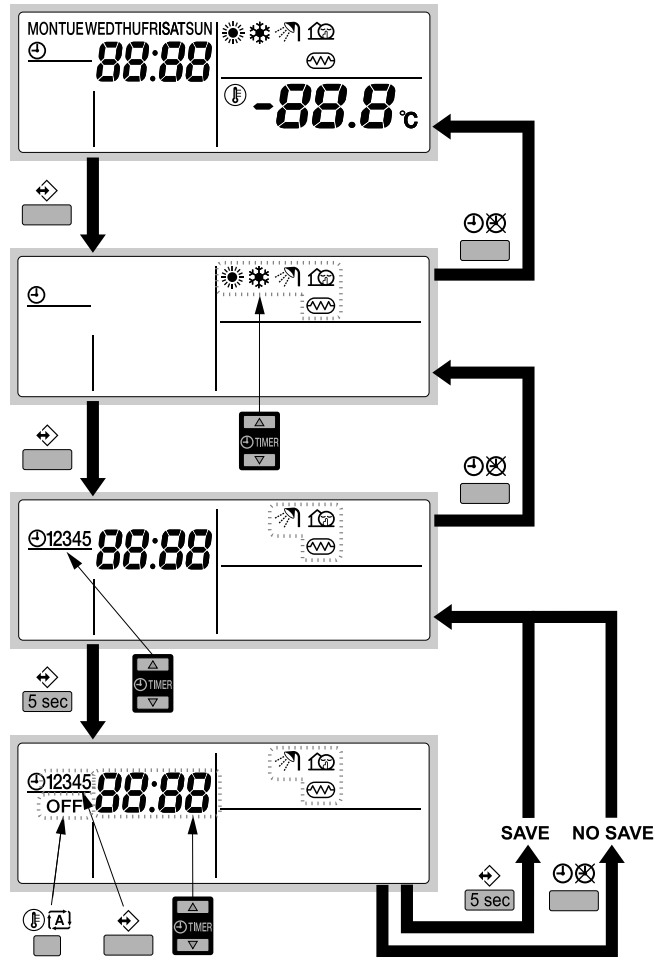 MONTUEWEDTHUFRISATSUN
88:88
-88.8 °C
TIMER
12345 88:88
TIMER
5 sec
12345 88:88
OFF
SAVE NO SAVE
A
TIMER
5 sec